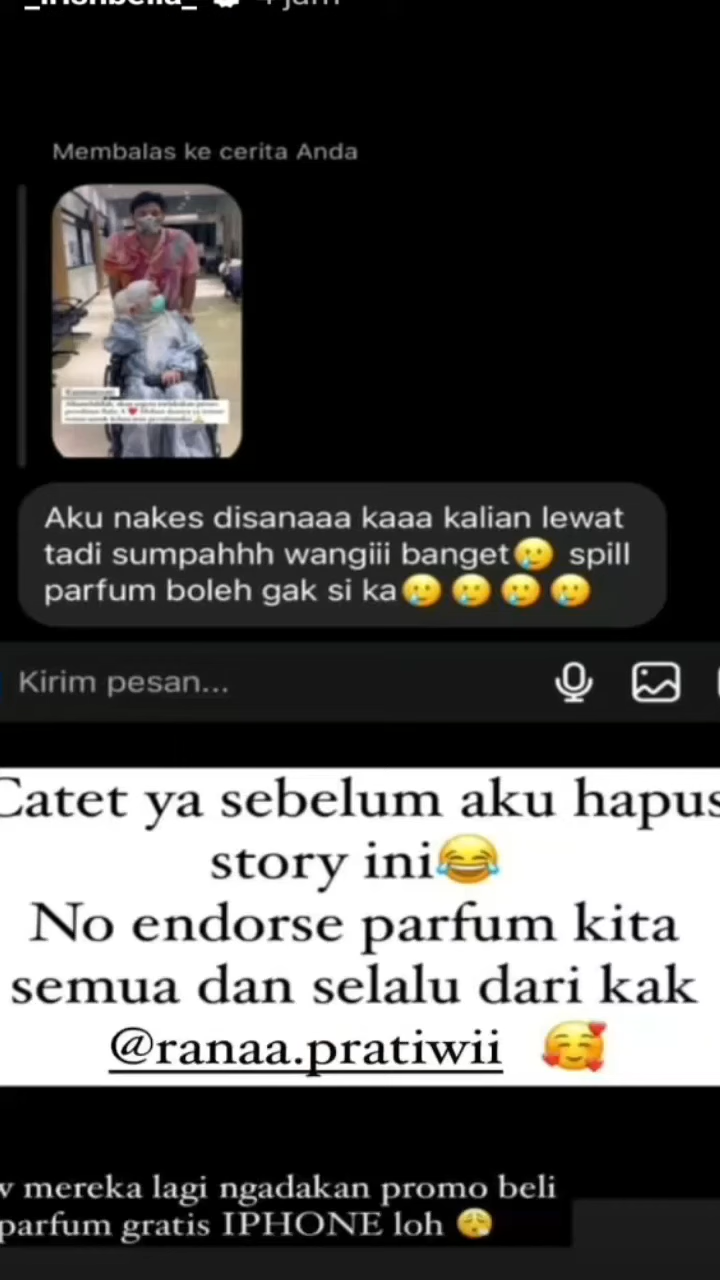 4 jam
Membalas ke cerita Anda
Aku nakes disanaaa kaaa kalian lewat
tadi sumpahhh wangiii banget🥲 spill
parfum boleh gak si ka🥲🥲🥲🥲
Kirim pesan...
Catet ya sebelum aku hapus
story ini😂
No endorse parfum kita
semua dan selalu dari kak
@ranaa.pratiwii 🥰
mereka lagi ngadakan promo beli
parfum gratis IPHONE loh 😮‍💨